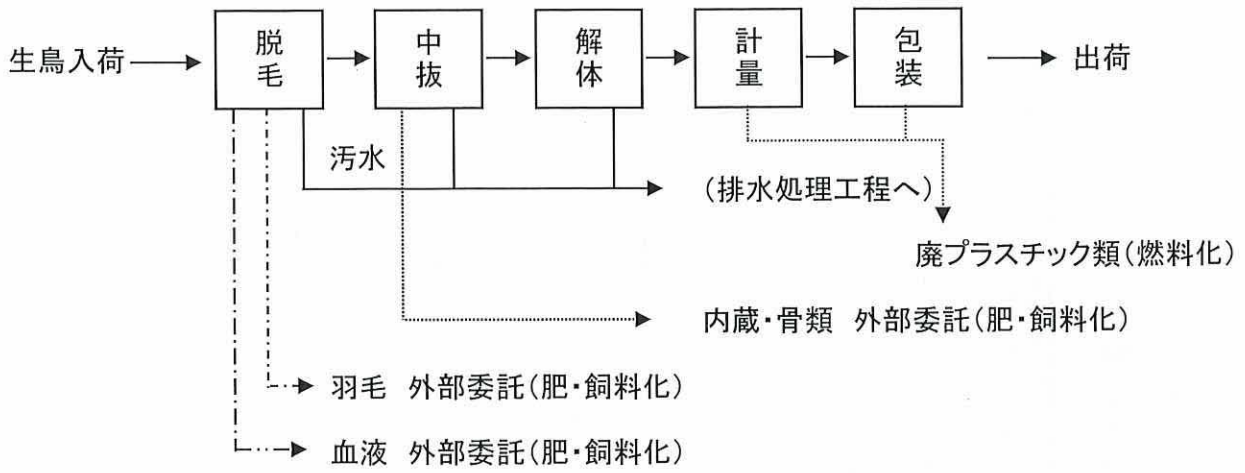 生鳥入荷
脱毛
中抜
解体
計量
包装
出荷
汚水
(排水処理工程へ)
廃プラスチック類(燃料化)
内蔵・骨類 外部委託(肥・飼料化)
羽毛 外部委託(肥・飼料化)
血液 外部委託(肥・飼料化)